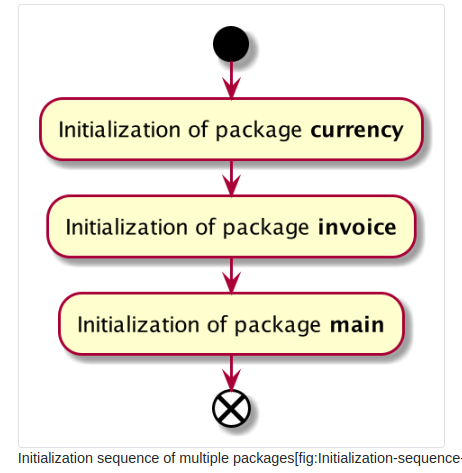 Initialization of package currency
Initialization of package invoice
Initialization of package main
Initialization sequence of multiple packages[fig:Initialization-sequence-